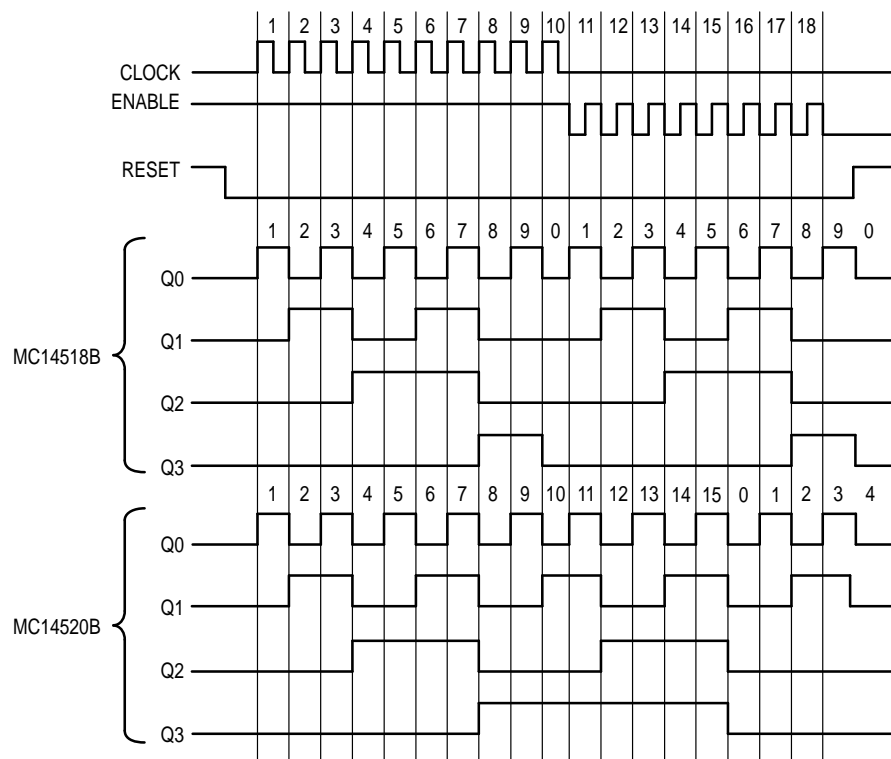 1 2 3 4 5 6 7 8 9 10 11 12 13 14 15 16 17 18
CLOCK
ENABLE
RESET
1 2 3 4 5 6 7 8 9 0 1 2 3 4 5 6 7 8 9 0
Q0
Q1
MC14518B
Q2
Q3
1 2 3 4 5 6 7 8 9 10 11 12 13 14 15 0 1 2 3 4
Q0
Q1
MC14520B
Q2
Q3